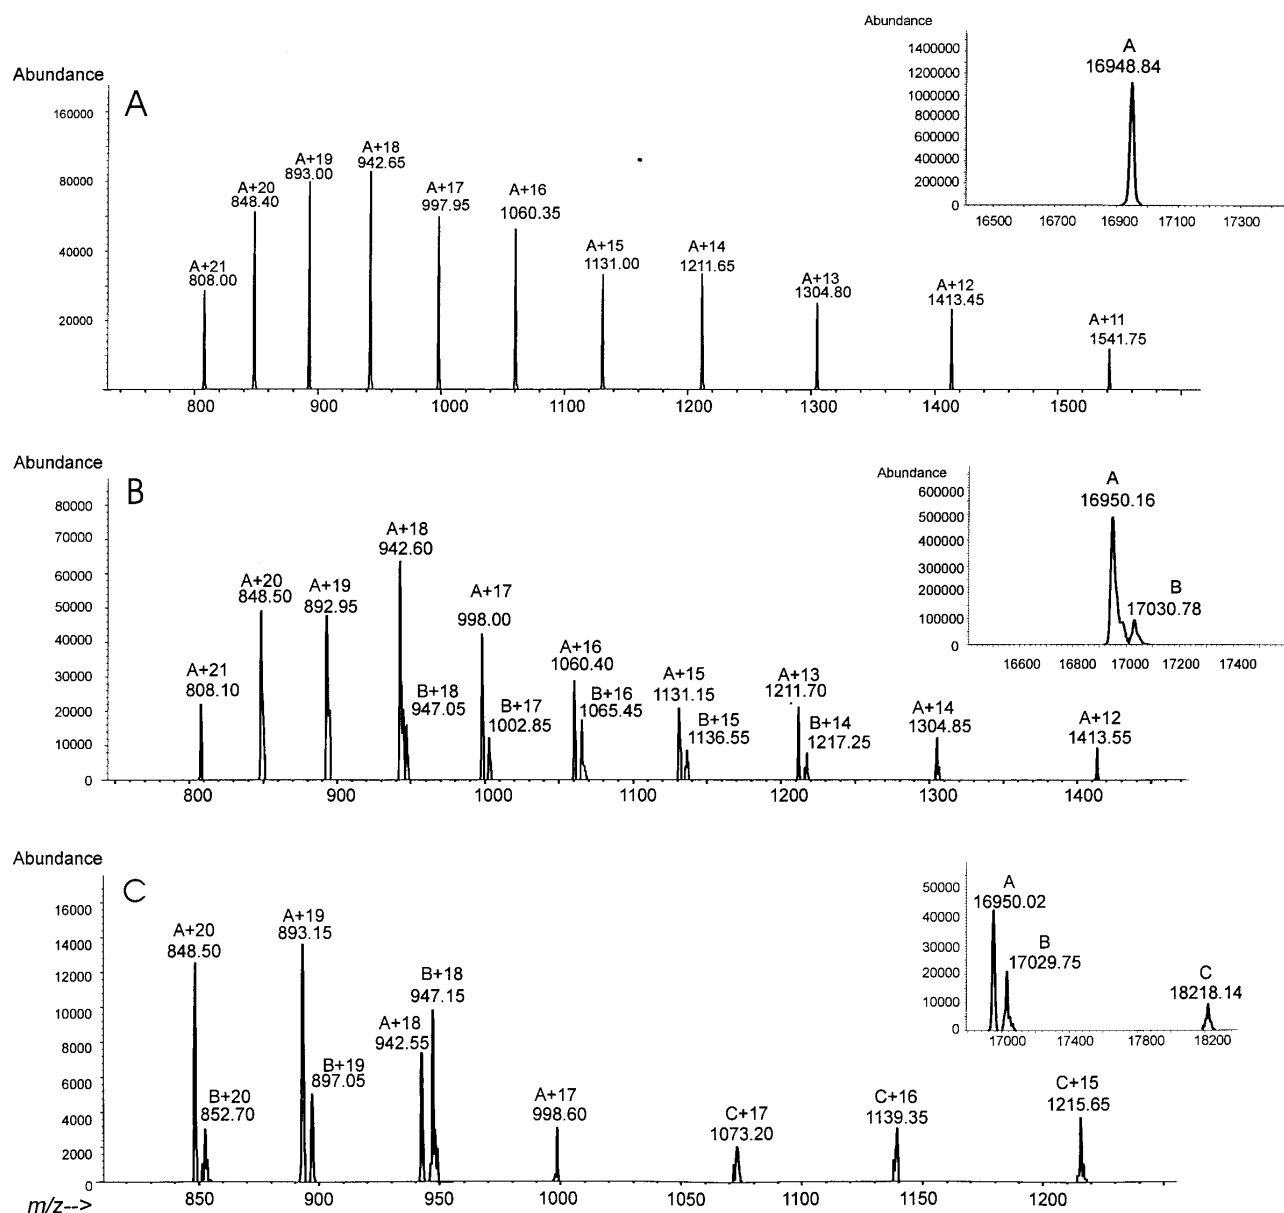 Abundance
A
160000
80000
40000
20000
A+21
808.00
A+20
848.40
A+19
893.00
A+18
942.65
A+17
997.95
A+16
1060.35
A+15
1131.00
A+14
1211.65
A+13
1304.80
A+12
1413.45
A+11
1541.75
800 900 1000 1100 1200 1300 1400 1500
Abundance
1400000
1200000
1000000
800000
600000
400000
200000
0
A
16948.84
16500 16700 16900 17100 17300
Abundance
B
80000
70000
60000
50000
40000
30000
20000
10000
0
A+21
808.10
A+20
848.50
A+19
892.95
A+18
942.60
B+18
947.05
A+17
998.00
B+17
1002.85
A+16
1060.40
B+16
1065.45
A+15
1131.15
B+15
1136.55
A+13
1211.70
B+14
1217.25
A+14
1304.85
A+12
1413.55
800 900 1000 1100 1200 1300 1400
Abundance
600000
500000
400000
300000
200000
100000
0
A
16950.16
B
17030.78
16600 16800 17000 17200 17400
Abundance
C
16000
14000
12000
10000
8000
6000
4000
2000
0
A+20
848.50
B+20
852.70
A+19
893.15
B+19
897.05
A+18
942.55
B+18
947.15
A+17
998.60
C+17
1073.20
C+16
1139.35
C+15
1215.65
m/z--> 850 900 950 1000 1050 1100 1200
50000
40000
30000
20000
10000
0
A
16950.02
B
17029.75
C
18218.14
17000 17400 17800 18200